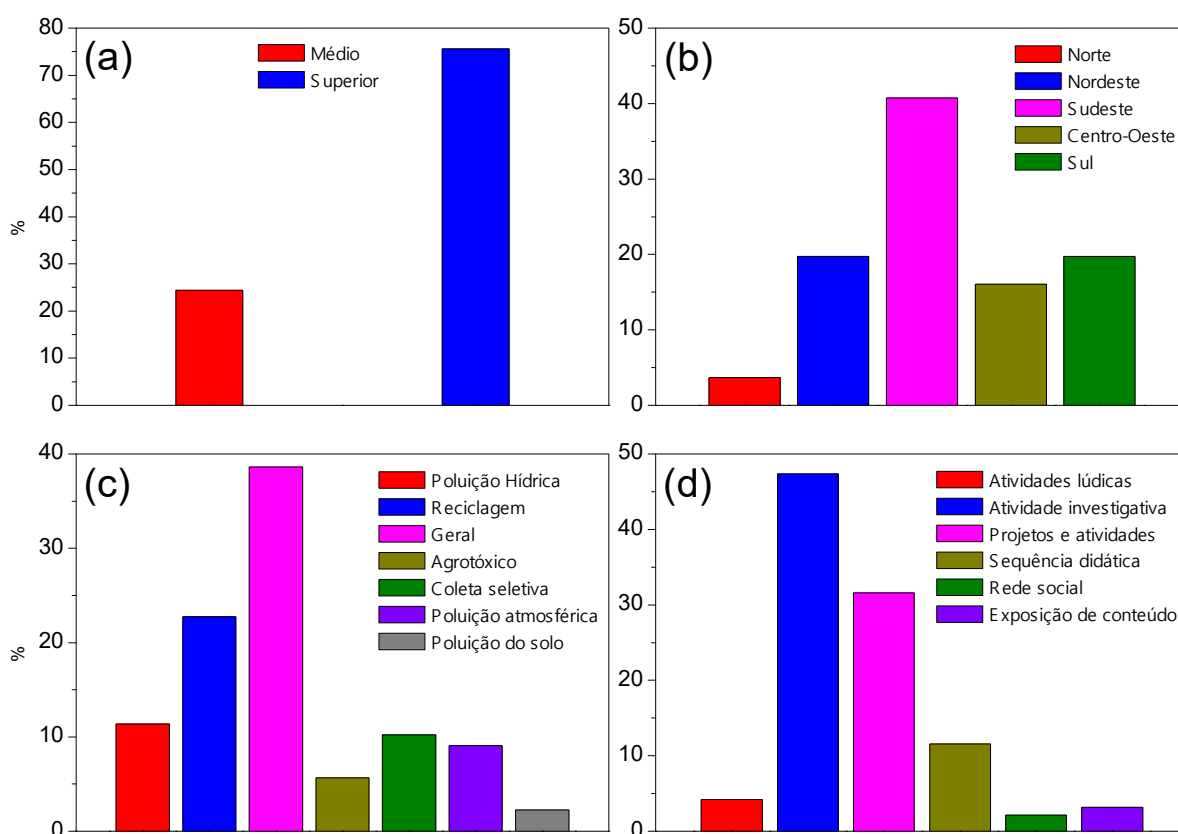 (a)
Médio
Superior
80
70
60
50
40
30
20
10
0
%
(b)
Norte
Nordeste
Sudeste
Centro-Oeste
Sul
50
40
30
20
10
0
(c)
Poluição Hídrica
Reciclagem
Geral
Agrotóxico
Coleta seletiva
Poluição atmosférica
Poluição do solo
40
30
20
10
0
%
(d)
Atividades lúdicas
Atividade investigativa
Projetos e atividades
Sequência didática
Rede social
Exposição de conteúdo
50
40
30
20
10
0